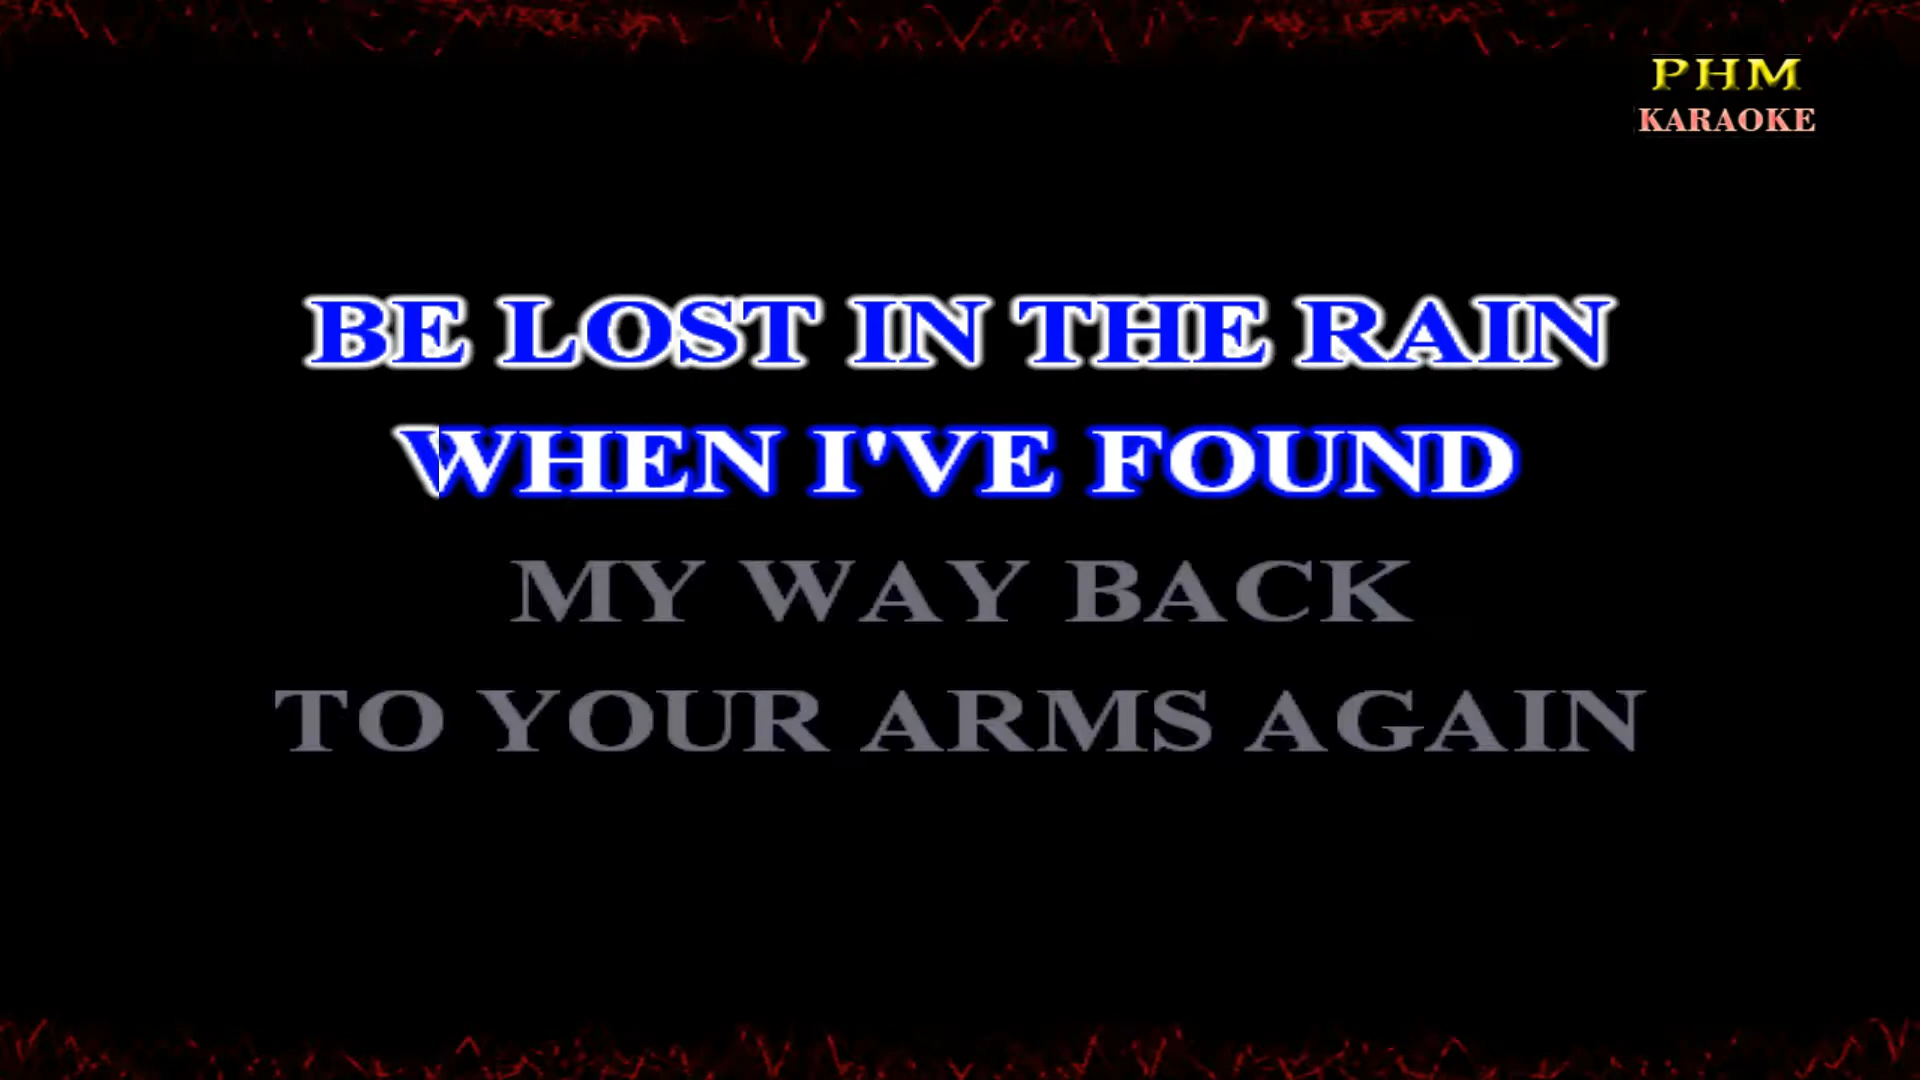 PHM
KARAOKE
BE LOST IN THE RAIN
WHEN I'VE FOUND
MY WAY BACK
TO YOUR ARMS AGAIN